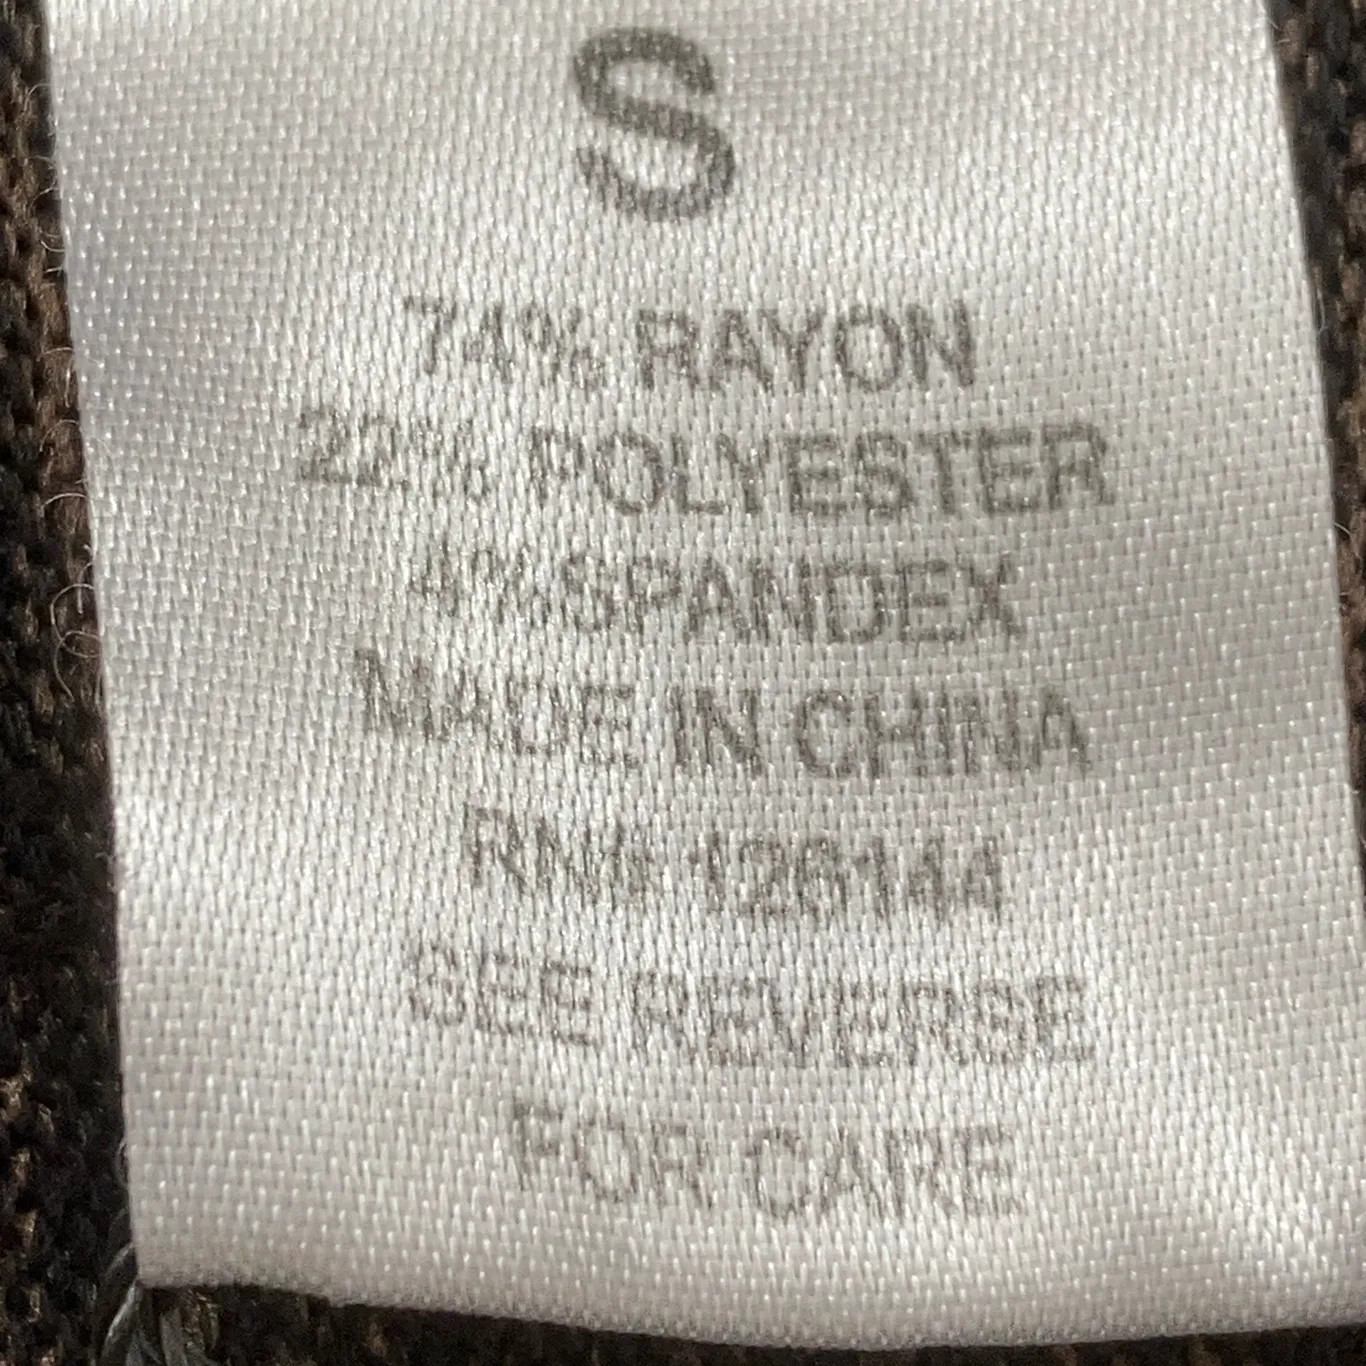 S
74% RAYON
22% POLYESTER
4% SPANDEX
MADE IN CHINA
RN# 126144
SEE REVERSE
FOR CARE